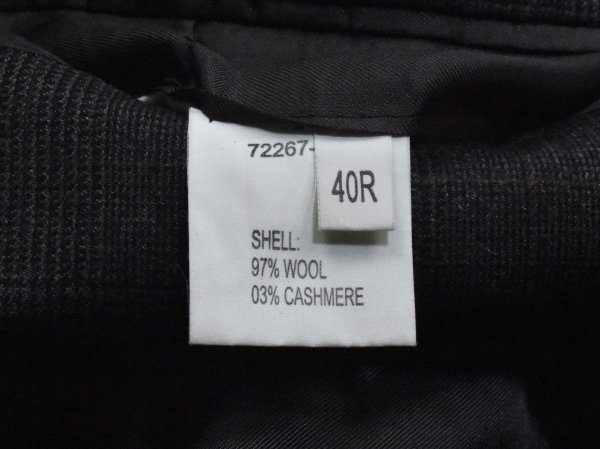 72267-
40R
SHELL:
97% WOOL
03% CASHMERE